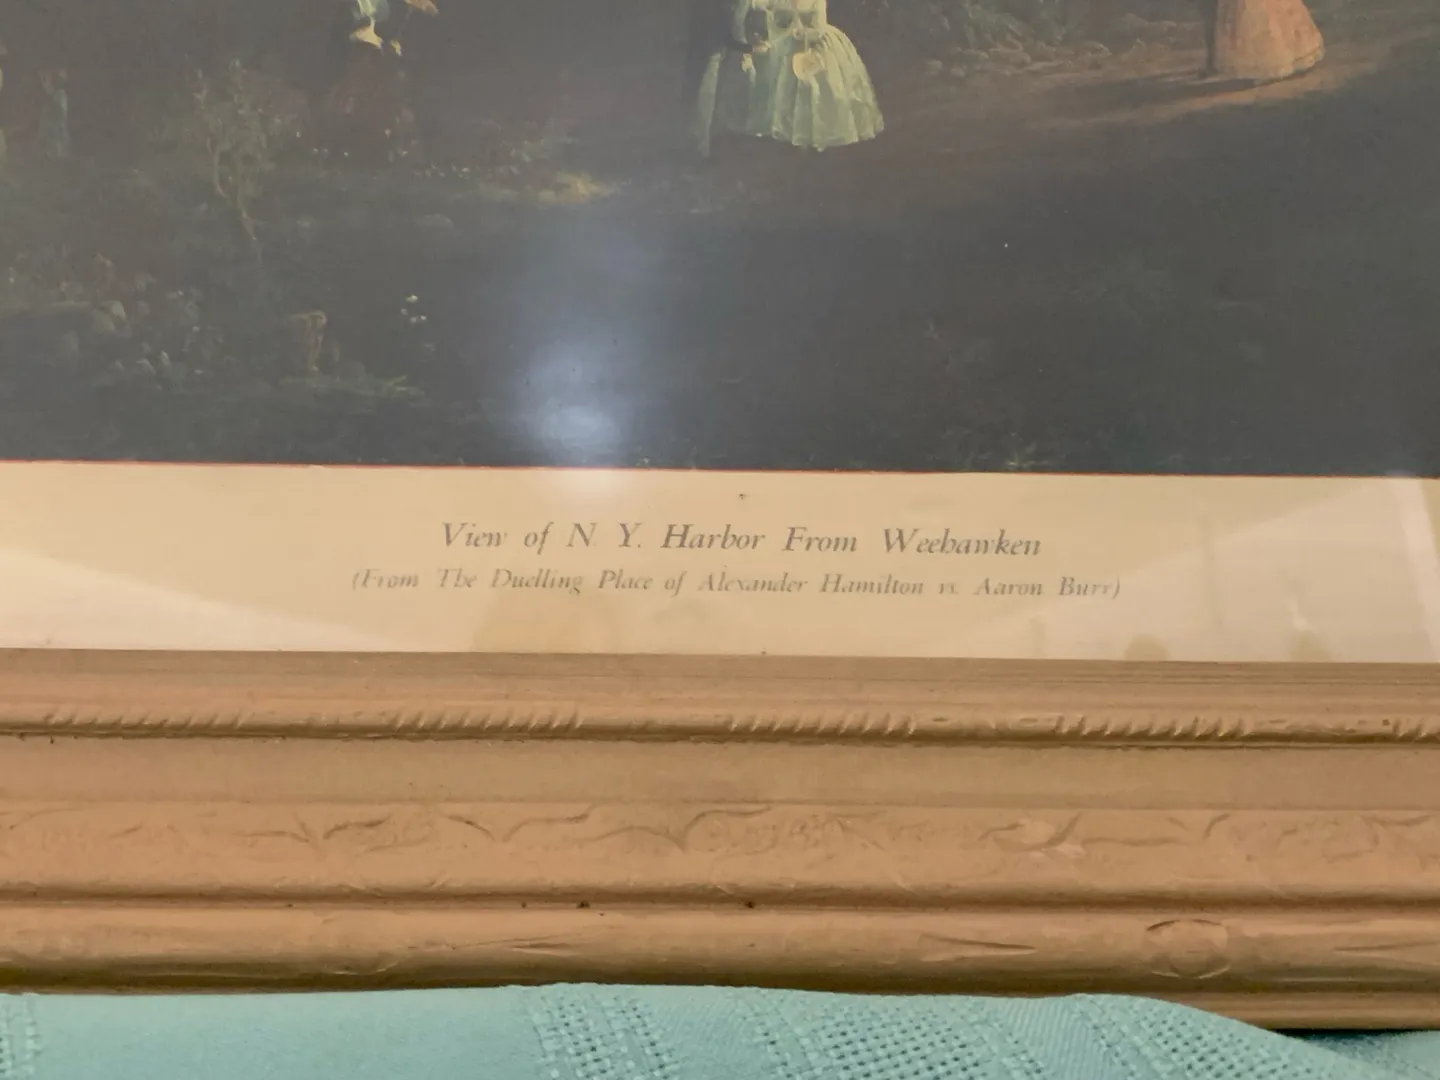 View of N. Y. Harbor From Weehawken
(From The Duelling Place of Alexander Hamilton vs. Aaron Burr)